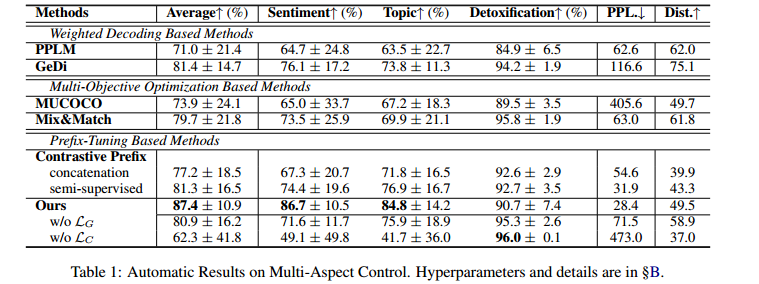 Methods Average↑ (%) Sentiment↑ (%) Topic↑ (%) Detoxification↑ (%) PPL.↓ Dist.↑
Weighted Decoding Based Methods
PPLM 71.0 ± 21.4 64.7 ± 24.8 63.5 ± 22.7 84.9 ± 6.5 62.6 62.0
GeDi 81.4 ± 14.7 76.1 ± 17.2 73.8 ± 11.3 94.2 ± 1.9 116.6 75.1
Multi-Objective Optimization Based Methods
MUCOCO 73.9 ± 24.1 65.0 ± 33.7 67.2 ± 18.3 89.5 ± 3.5 405.6 49.7
Mix&Match 79.7 ± 21.8 73.5 ± 25.9 69.9 ± 21.1 95.8 ± 1.9 63.0 61.8
Prefix-Tuning Based Methods
Contrastive Prefix
concatenation 77.2 ± 18.5 67.3 ± 20.7 71.8 ± 16.5 92.6 ± 2.9 54.6 39.9
semi-supervised 81.3 ± 16.5 74.4 ± 19.6 76.9 ± 16.7 92.7 ± 3.5 31.9 43.3
Ours 87.4 ± 10.9 86.7 ± 10.5 84.8 ± 14.2 90.7 ± 7.4 28.4 49.5
w/o ℒG 80.9 ± 16.2 71.6 ± 11.7 75.9 ± 18.9 95.3 ± 2.6 71.5 58.9
w/o ℒC 62.3 ± 41.8 49.1 ± 49.8 41.7 ± 36.0 96.0 ± 0.1 473.0 37.0
Table 1: Automatic Results on Multi-Aspect Control. Hyperparameters and details are in §B.